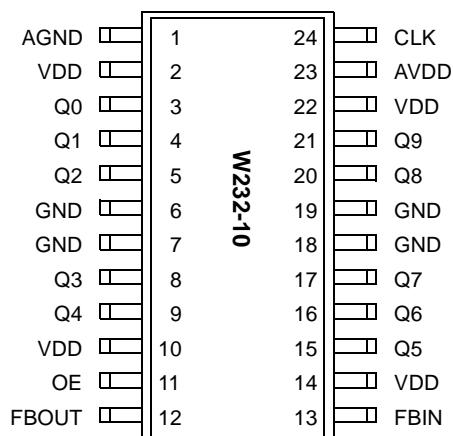 AGND 1 24 CLK
VDD 2 23 AVDD
Q0 3 22 VDD
Q1 4 21 Q9
Q2 5 20 Q8
GND 6 19 GND
GND 7 18 GND
Q3 8 17 Q7
Q4 9 16 Q6
VDD 10 15 Q5
OE 11 14 VDD
FBOUT 12 13 FBIN
W232-10